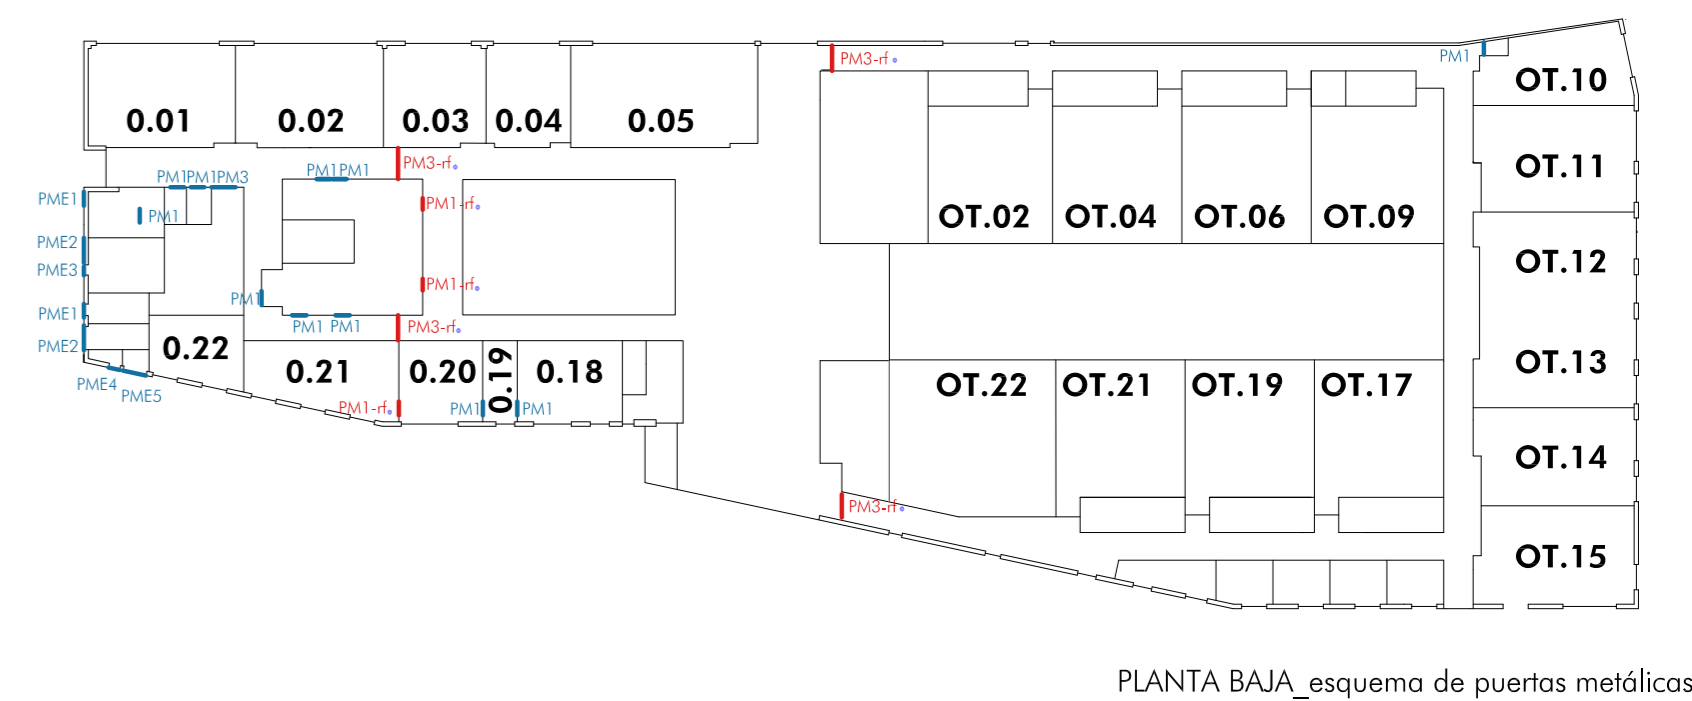 PM3-rf
PM1
OT.10
0.01
0.02
0.03
0.04
0.05
PM3-rf
OT.11
PM1PM1
PM1PM1PM3
PME1
PM1
PM1-rf
OT.02
OT.04
OT.06
OT.09
PME2
PME3
OT.12
PM1-rf
PM1
PME1
PM1
PM1
PM3-rf
PME2
0.22
0.21
0.20
0.19
0.18
OT.13
PME4
PME5
OT.22
OT.21
OT.19
OT.17
PM1-rf
PM1
PM1
OT.14
PM3-rf
OT.15
PLANTA BAJA_esquema de puertas metálicas